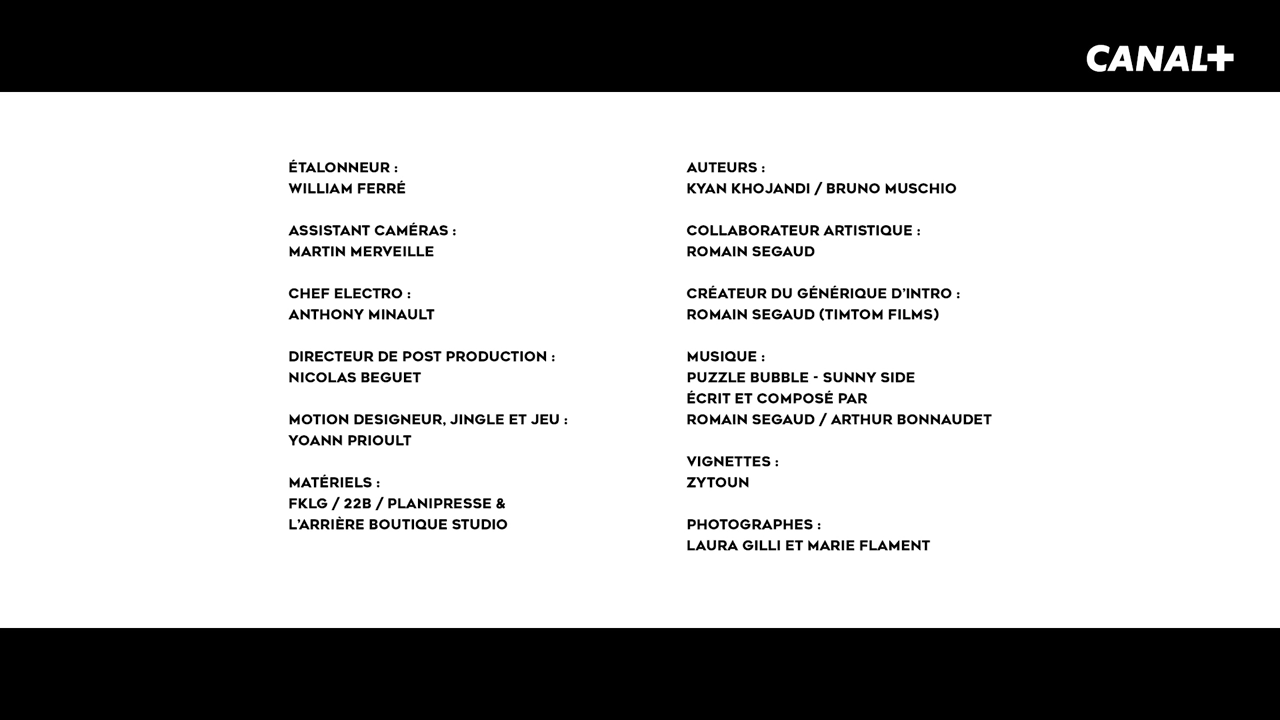 CANAL+
ÉTALONNEUR :
WILLIAM FERRÉ
ASSISTANT CAMÉRAS :
MARTIN MERVEILLE
CHEF ELECTRO :
ANTHONY MINAULT
DIRECTEUR DE POST PRODUCTION :
NICOLAS BEGUET
MOTION DESIGNEUR, JINGLE ET JEU :
YOANN PRIOULT
MATÉRIELS :
FKLG / 22B / PLANIPRESSE &
L'ARRIÈRE BOUTIQUE STUDIO
AUTEURS :
KYAN KHOJANDI / BRUNO MUSCHIO
COLLABORATEUR ARTISTIQUE :
ROMAIN SEGAUD
CRÉATEUR DU GÉNÉRIQUE D'INTRO :
ROMAIN SEGAUD (TIMTOM FILMS)
MUSIQUE :
PUZZLE BUBBLE - SUNNY SIDE
ÉCRIT ET COMPOSÉ PAR
ROMAIN SEGAUD / ARTHUR BONNAUDET
VIGNETTES :
ZYTOUN
PHOTOGRAPHES :
LAURA GILLI ET MARIE FLAMENT